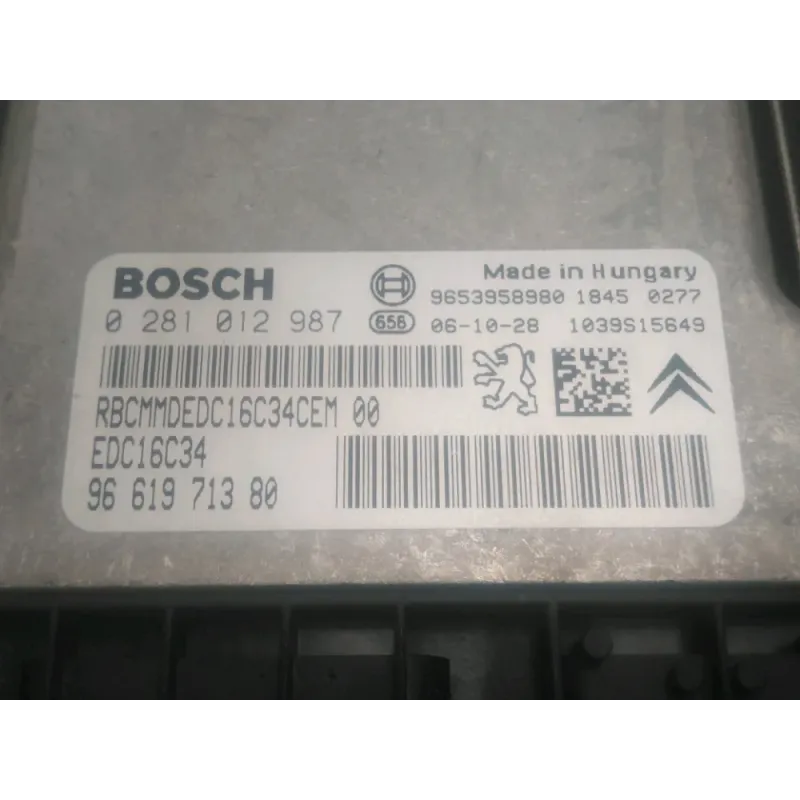 BOSCH
Made in Hungary
9653958980 1845 0277
0 281 012 987
658 06-10-28 1039S15649
RBCMMDEDC16C34CEM 00
EDC16C34
96 619 713 80